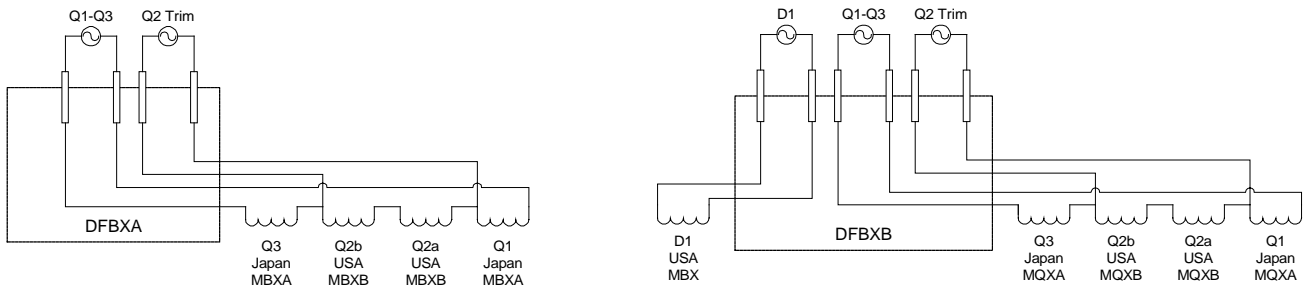 Q1-Q3 Q2 Trim
DFBXA
Q3 Q2b Q2a Q1
Japan USA USA Japan
MBXA MBXB MBXB MBXA
D1 Q1-Q3 Q2 Trim
DFBXB
D1 Q3 Q2b Q2a Q1
USA Japan USA USA Japan
MBX MQXA MQXB MQXB MQXA